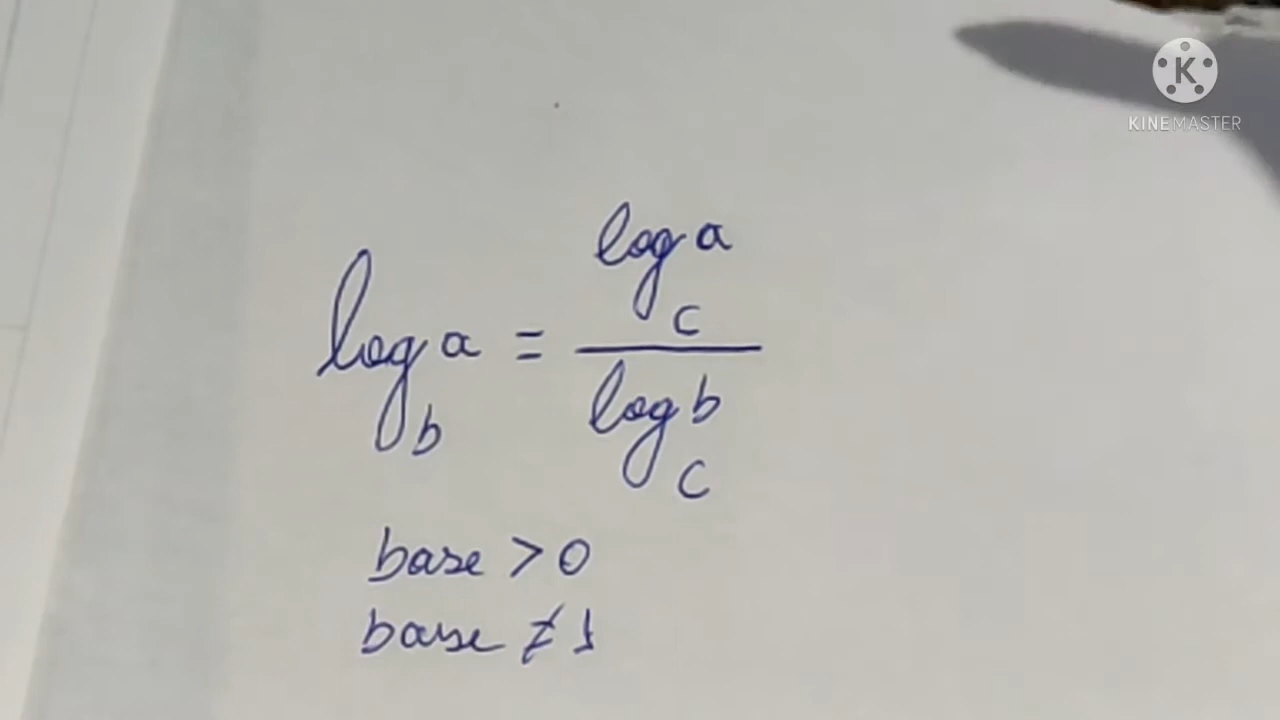 K
KINEMASTER
log_b a = log_c a / log_c b
base > 0
base ≠ 1